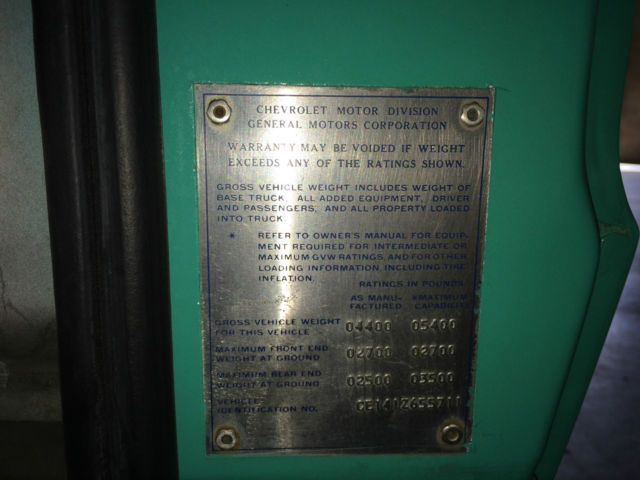 CHEVROLET MOTOR DIVISION
GENERAL MOTORS CORPORATION
WARRANTY MAY BE VOIDED IF WEIGHT
EXCEEDS ANY OF THE RATINGS SHOWN.
GROSS VEHICLE WEIGHT INCLUDES WEIGHT OF
BASE TRUCK, ALL ADDED EQUIPMENT, DRIVER
AND PASSENGERS, AND ALL PROPERTY LOADED
INTO TRUCK.
* REFER TO OWNER'S MANUAL FOR EQUIP-
MENT REQUIRED FOR INTERMEDIATE OR
MAXIMUM GVW RATINGS, AND FOR OTHER
LOADING INFORMATION, INCLUDING TIRE
INFLATION.
RATINGS IN POUNDS
AS MANU- *MAXIMUM
FACTURED CAPACITY
GROSS VEHICLE WEIGHT 04400 05400
FOR THIS VEHICLE
MAXIMUM FRONT END 02700 02700
WEIGHT AT GROUND
MAXIMUM REAR END 02500 03500
WEIGHT AT GROUND
VEHICLE
IDENTIFICATION NO.